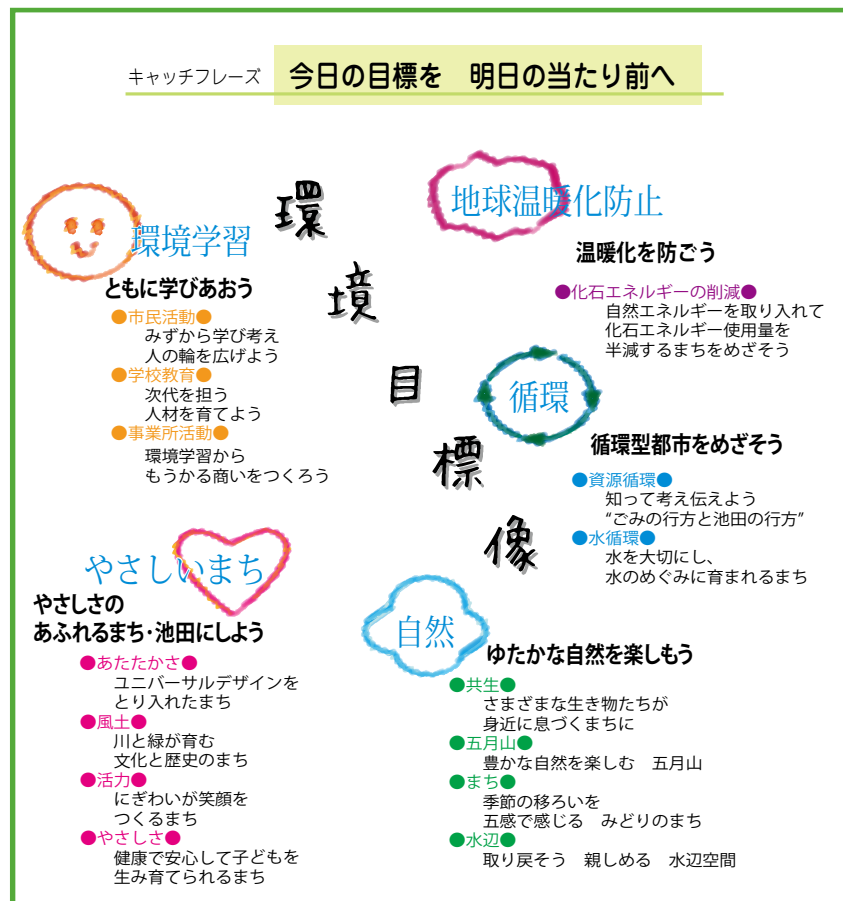 キャッチフレーズ　今日の目標を　明日の当たり前へ
環境目標像
環境学習
ともに学びあおう
●市民活動●
みずから学び考え
人の輪を広げよう
●学校教育●
次代を担う
人材を育てよう
●事業所活動●
環境学習から
もうかる商いをつくろう
地球温暖化防止
温暖化を防ごう
●化石エネルギーの削減●
自然エネルギーを取り入れて
化石エネルギー使用量を
半減するまちをめざそう
循環
循環型都市をめざそう
●資源循環●
知って考え伝えよう
“ごみの行方と池田の行方”
●水循環●
水を大切にし、
水のめぐみに育まれるまち
やさしいまち
やさしさの
あふれるまち・池田にしよう
●あたたかさ●
ユニバーサルデザインを
とり入れたまち
●風土●
川と緑が育む
文化と歴史のまち
●活力●
にぎわいが笑顔を
つくるまち
●やさしさ●
健康で安心して子どもを
生み育てられるまち
自然
ゆたかな自然を楽しもう
●共生●
さまざまな生き物たちが
身近に息づくまちに
●五月山●
豊かな自然を楽しむ　五月山
●まち●
季節の移ろいを
五感で感じる　みどりのまち
●水辺●
取り戻そう　親しめる　水辺空間